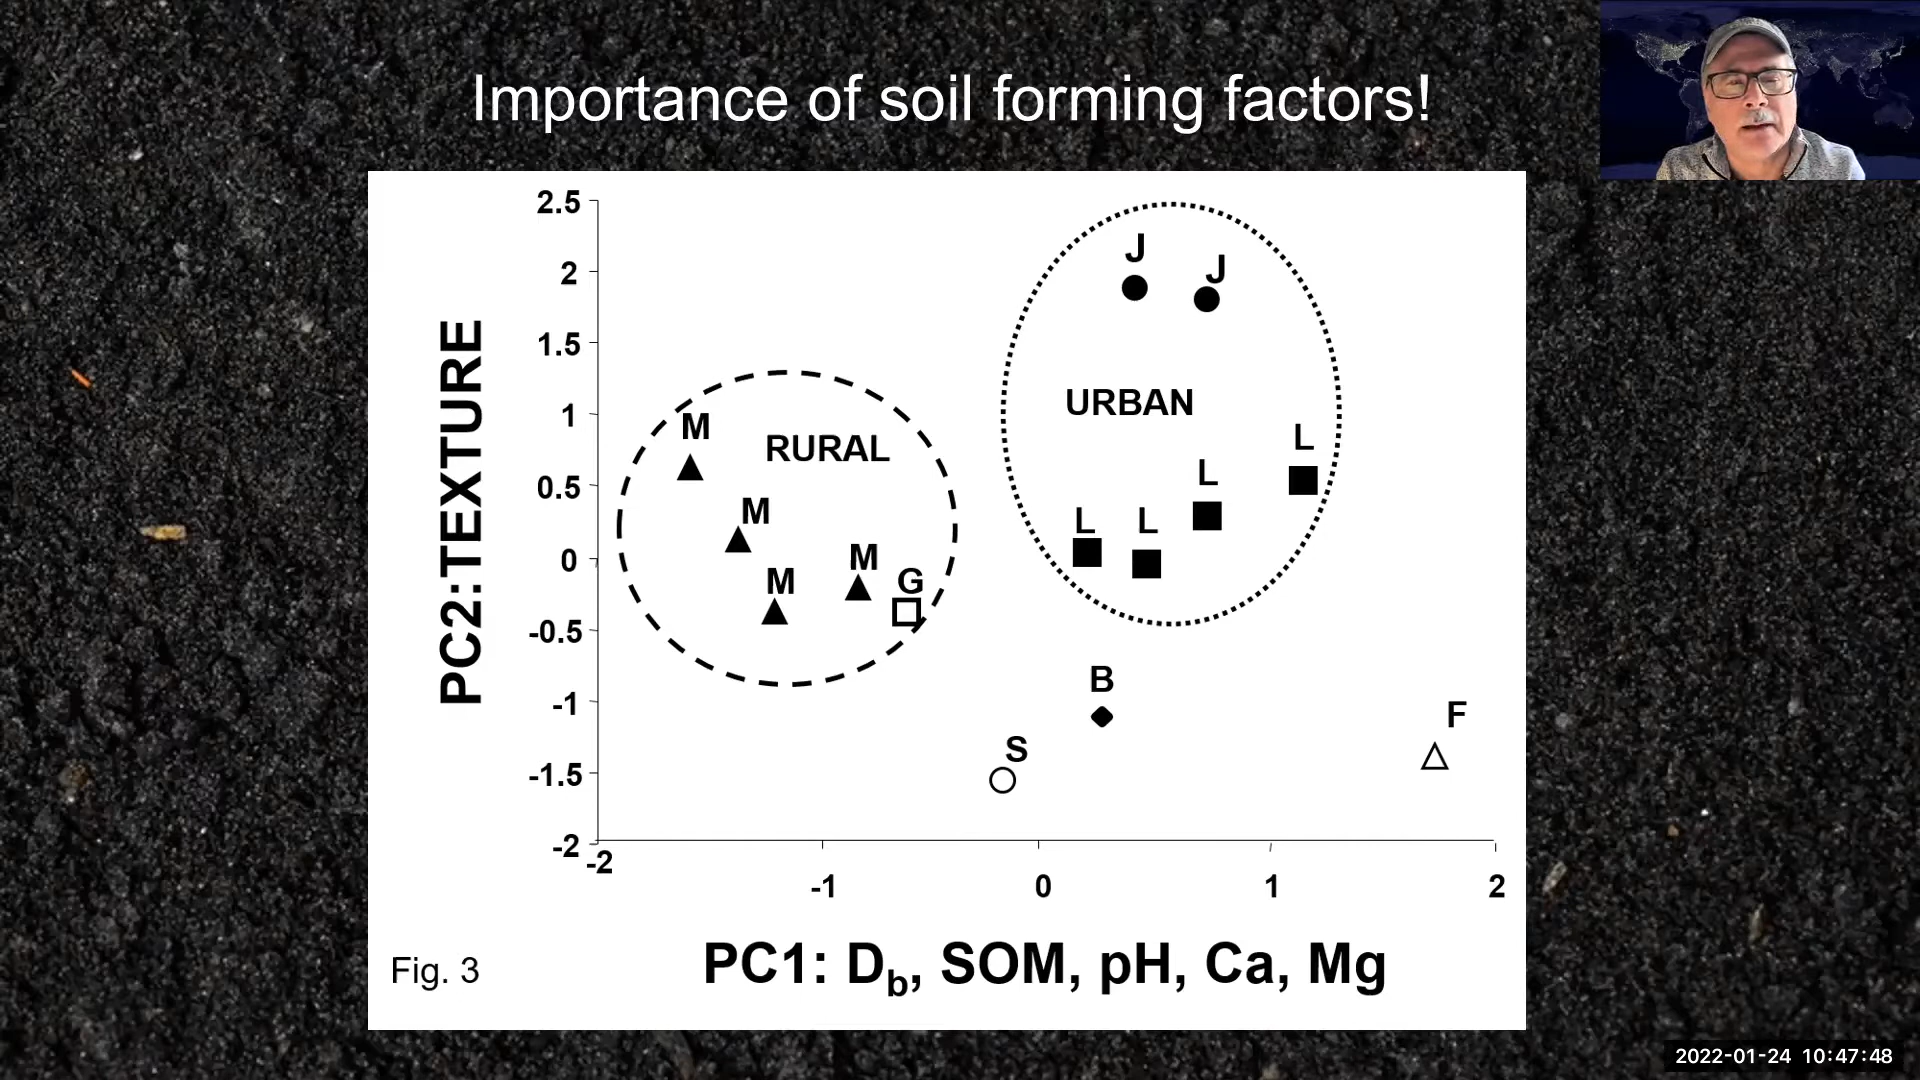 Importance of soil forming factors!
2.5
2
1.5
1
0.5
0
-0.5
-1
-1.5
-2
PC2:TEXTURE
J
J
URBAN
RURAL
M
M
M
M
G
L
L
L
L
B
S
F
-2
-1
0
1
2
PC1: Db, SOM, pH, Ca, Mg
Fig. 3
2022-01-24 10:47:48